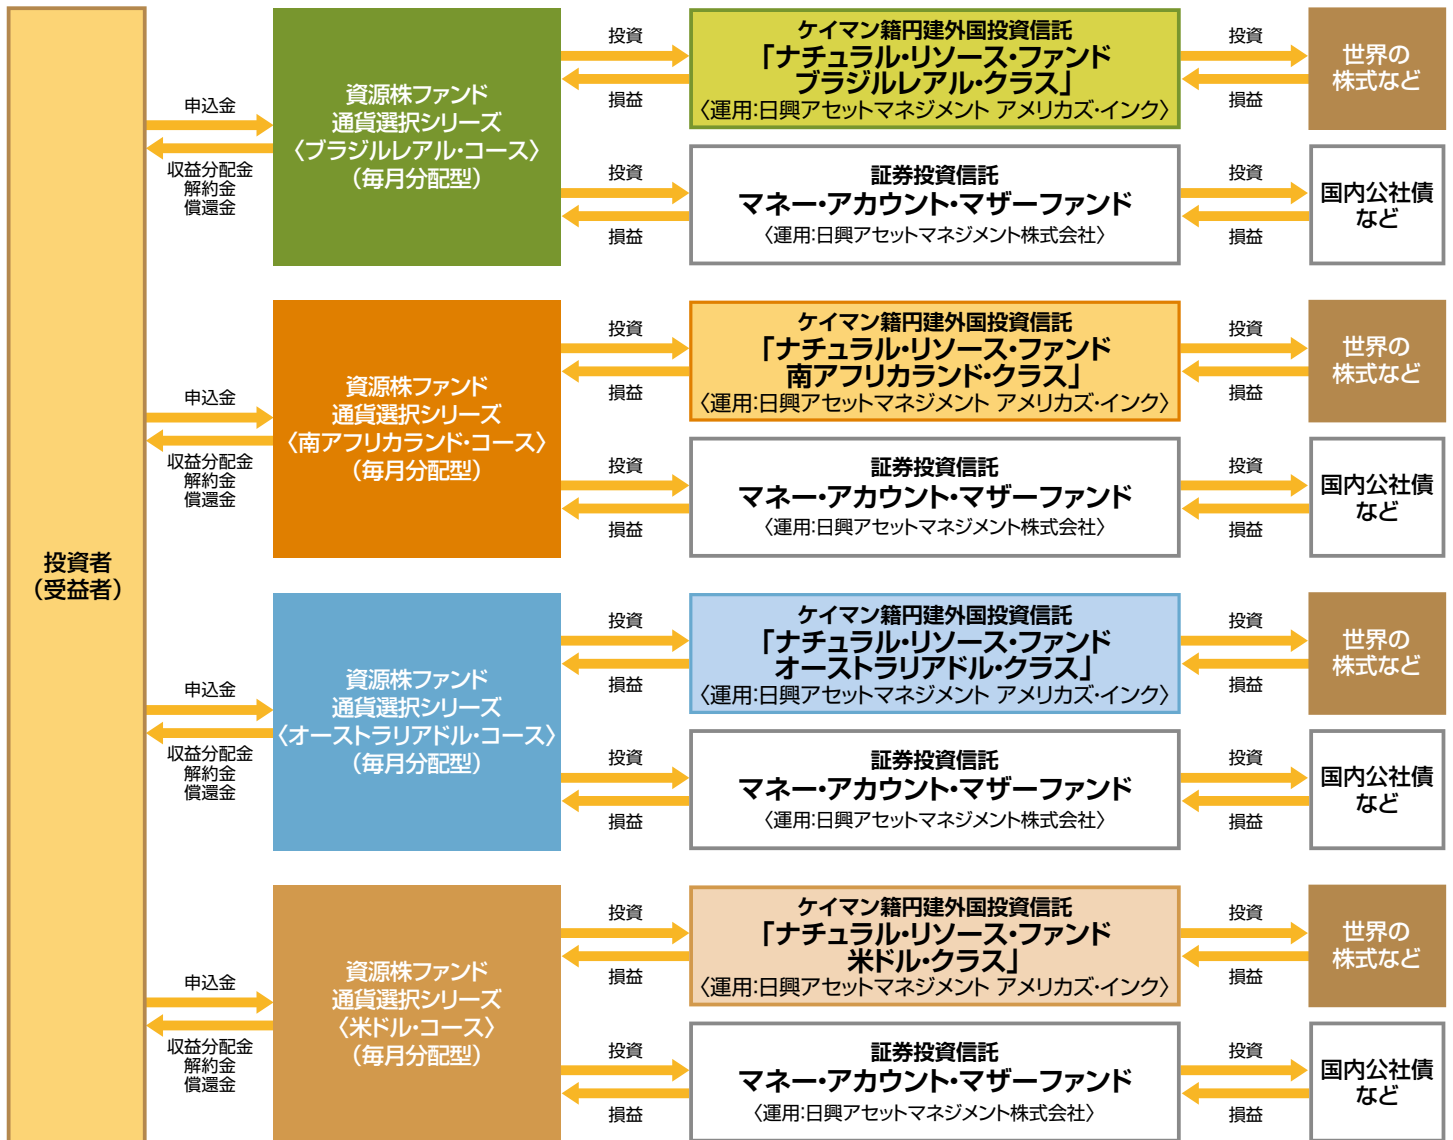 投資者
（受益者）
申込金
収益分配金
解約金
償還金
資源株ファンド
通貨選択シリーズ
〈ブラジルレアル・コース〉
（毎月分配型）
投資
損益
ケイマン籍円建外国投資信託
「ナチュラル・リソース・ファンド
ブラジルレアル・クラス」
〈運用:日興アセットマネジメント アメリカズ・インク〉
投資
損益
世界の
株式など
投資
損益
証券投資信託
マネー・アカウント・マザーファンド
〈運用:日興アセットマネジメント株式会社〉
投資
損益
国内公社債
など
申込金
収益分配金
解約金
償還金
資源株ファンド
通貨選択シリーズ
〈南アフリカランド・コース〉
（毎月分配型）
投資
損益
ケイマン籍円建外国投資信託
「ナチュラル・リソース・ファンド
南アフリカランド・クラス」
〈運用:日興アセットマネジメント アメリカズ・インク〉
投資
損益
世界の
株式など
投資
損益
証券投資信託
マネー・アカウント・マザーファンド
〈運用:日興アセットマネジメント株式会社〉
投資
損益
国内公社債
など
申込金
収益分配金
解約金
償還金
資源株ファンド
通貨選択シリーズ
〈オーストラリアドル・コース〉
（毎月分配型）
投資
損益
ケイマン籍円建外国投資信託
「ナチュラル・リソース・ファンド
オーストラリアドル・クラス」
〈運用:日興アセットマネジメント アメリカズ・インク〉
投資
損益
世界の
株式など
投資
損益
証券投資信託
マネー・アカウント・マザーファンド
〈運用:日興アセットマネジメント株式会社〉
投資
損益
国内公社債
など
申込金
収益分配金
解約金
償還金
資源株ファンド
通貨選択シリーズ
〈米ドル・コース〉
（毎月分配型）
投資
損益
ケイマン籍円建外国投資信託
「ナチュラル・リソース・ファンド
米ドル・クラス」
〈運用:日興アセットマネジメント アメリカズ・インク〉
投資
損益
世界の
株式など
投資
損益
証券投資信託
マネー・アカウント・マザーファンド
〈運用:日興アセットマネジメント株式会社〉
投資
損益
国内公社債
など